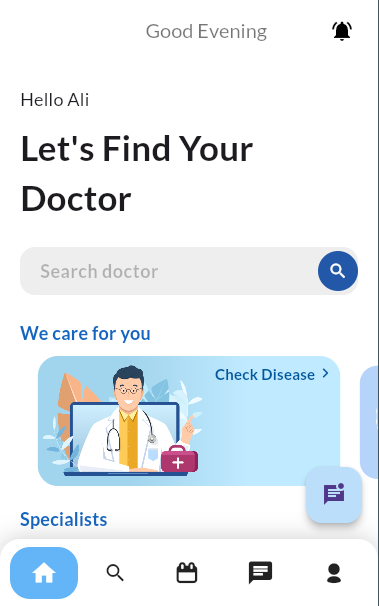 Good Evening
Hello Ali
Let's Find Your
Doctor
Search doctor
We care for you
Check Disease
Specialists